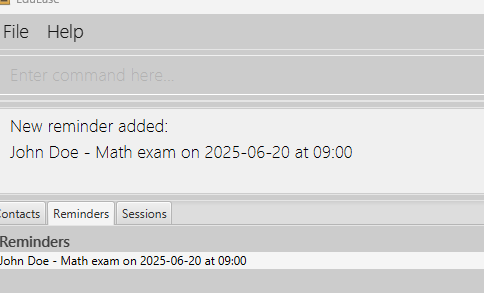 EduEase
File Help
Enter command here...
New reminder added:
John Doe - Math exam on 2025-06-20 at 09:00
Contacts Reminders Sessions
Reminders
John Doe - Math exam on 2025-06-20 at 09:00